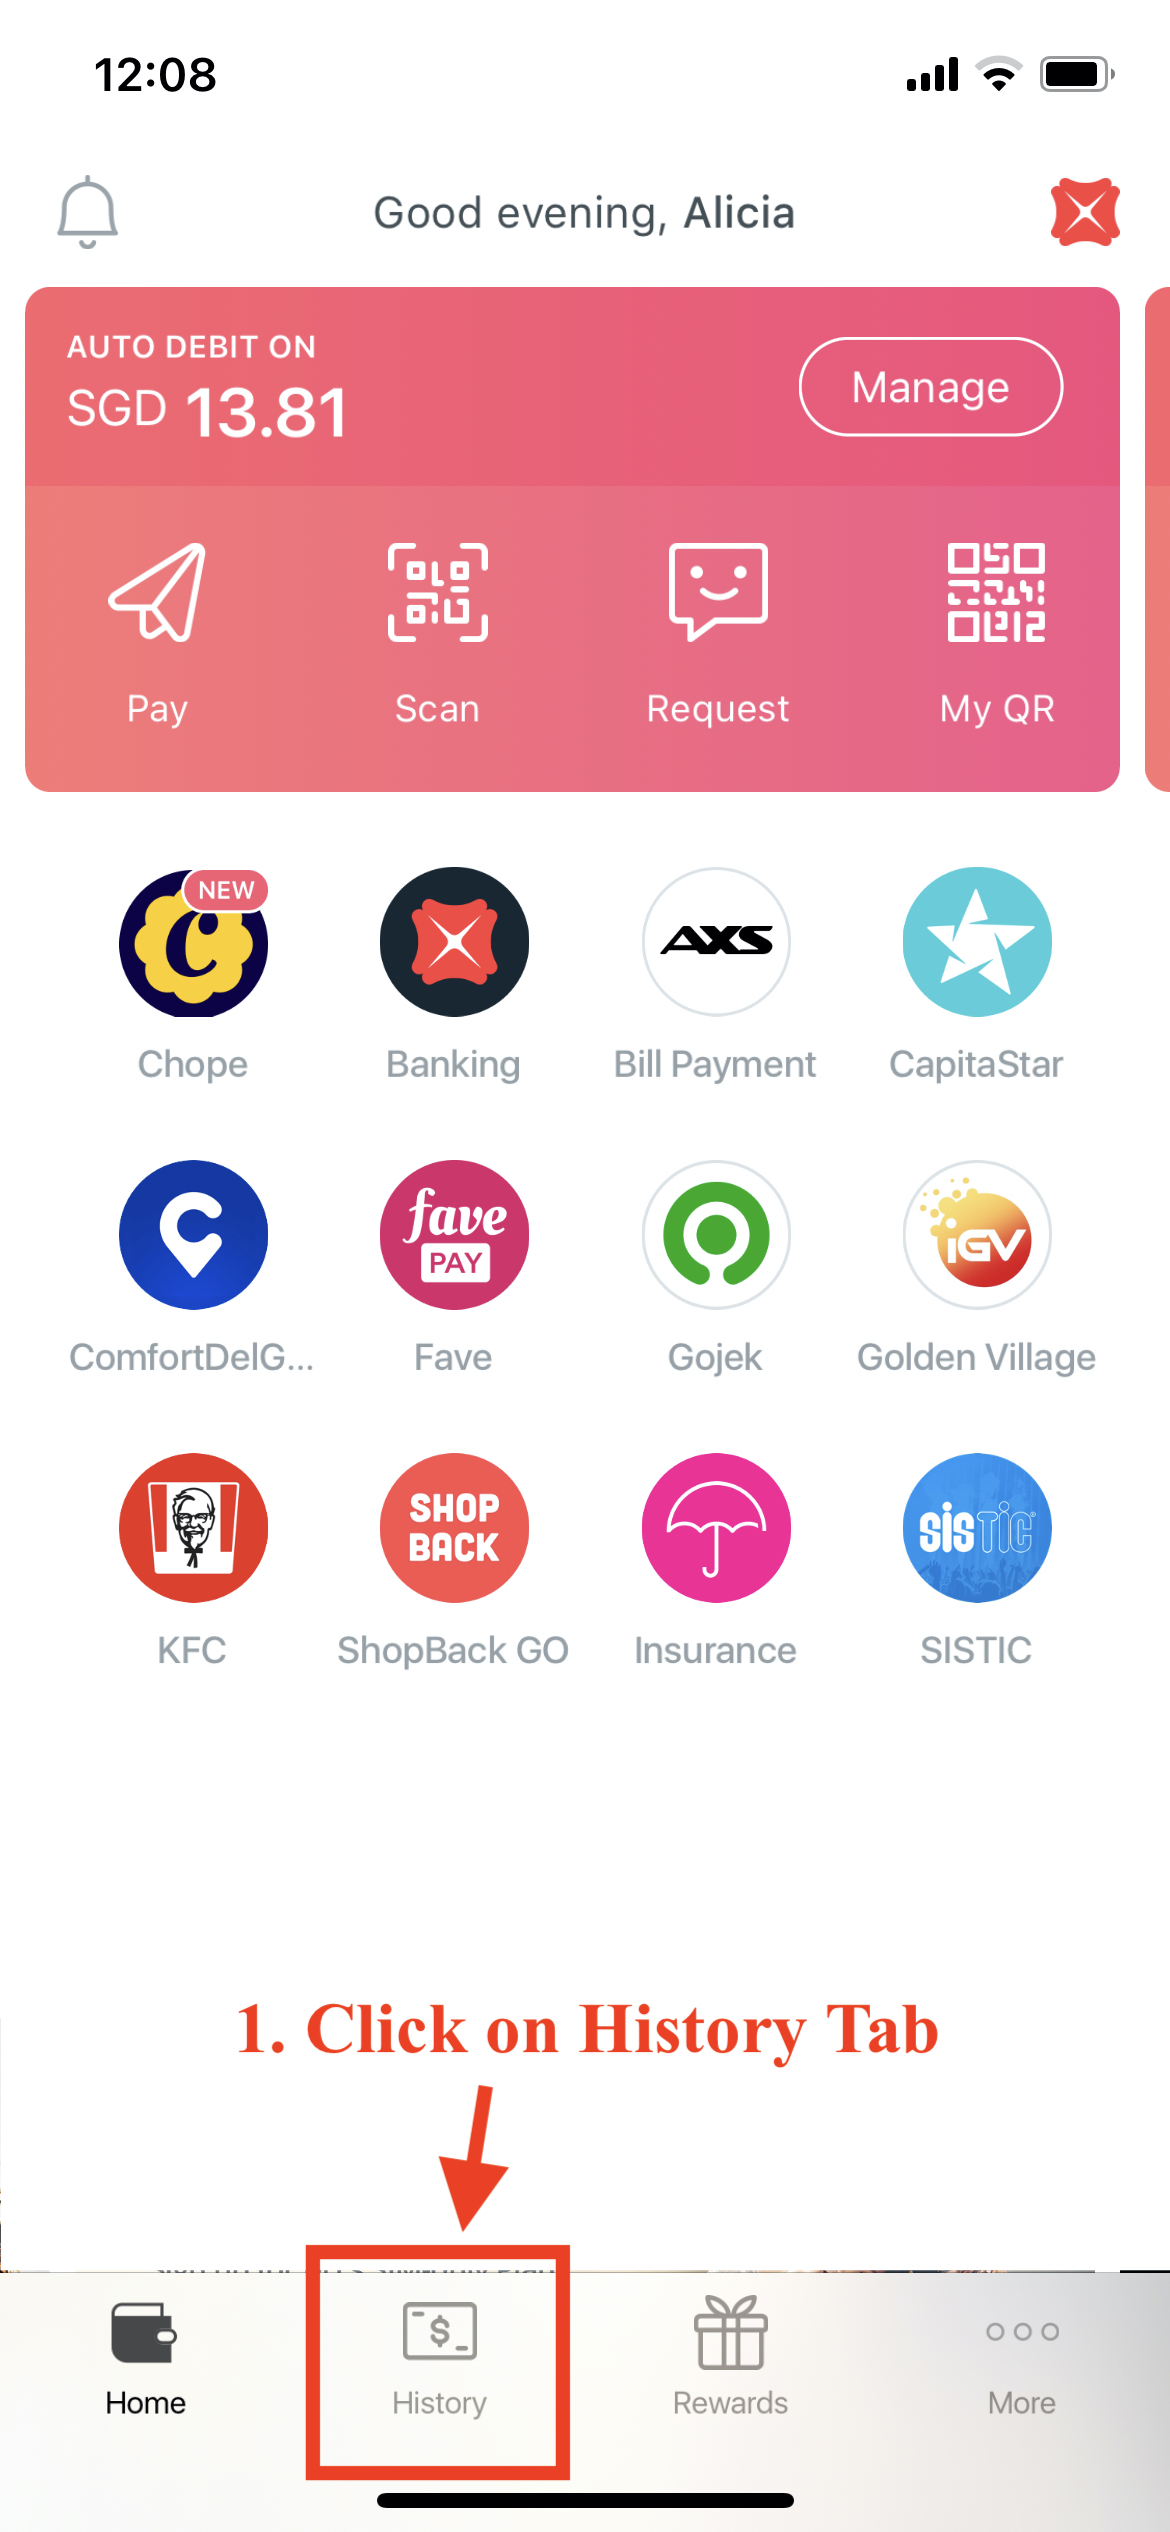 12:08
Good evening, Alicia
AUTO DEBIT ON
SGD 13.81
Manage
Pay
Scan
Request
My QR
NEW
C
AXS
Chope
Banking
Bill Payment
CapitaStar
fave
PAY
iGV
ComfortDelG...
Fave
Gojek
Golden Village
SHOP
BACK
SISTIC
KFC
ShopBack GO
Insurance
SISTIC
1. Click on History Tab
$
Home
History
Rewards
More